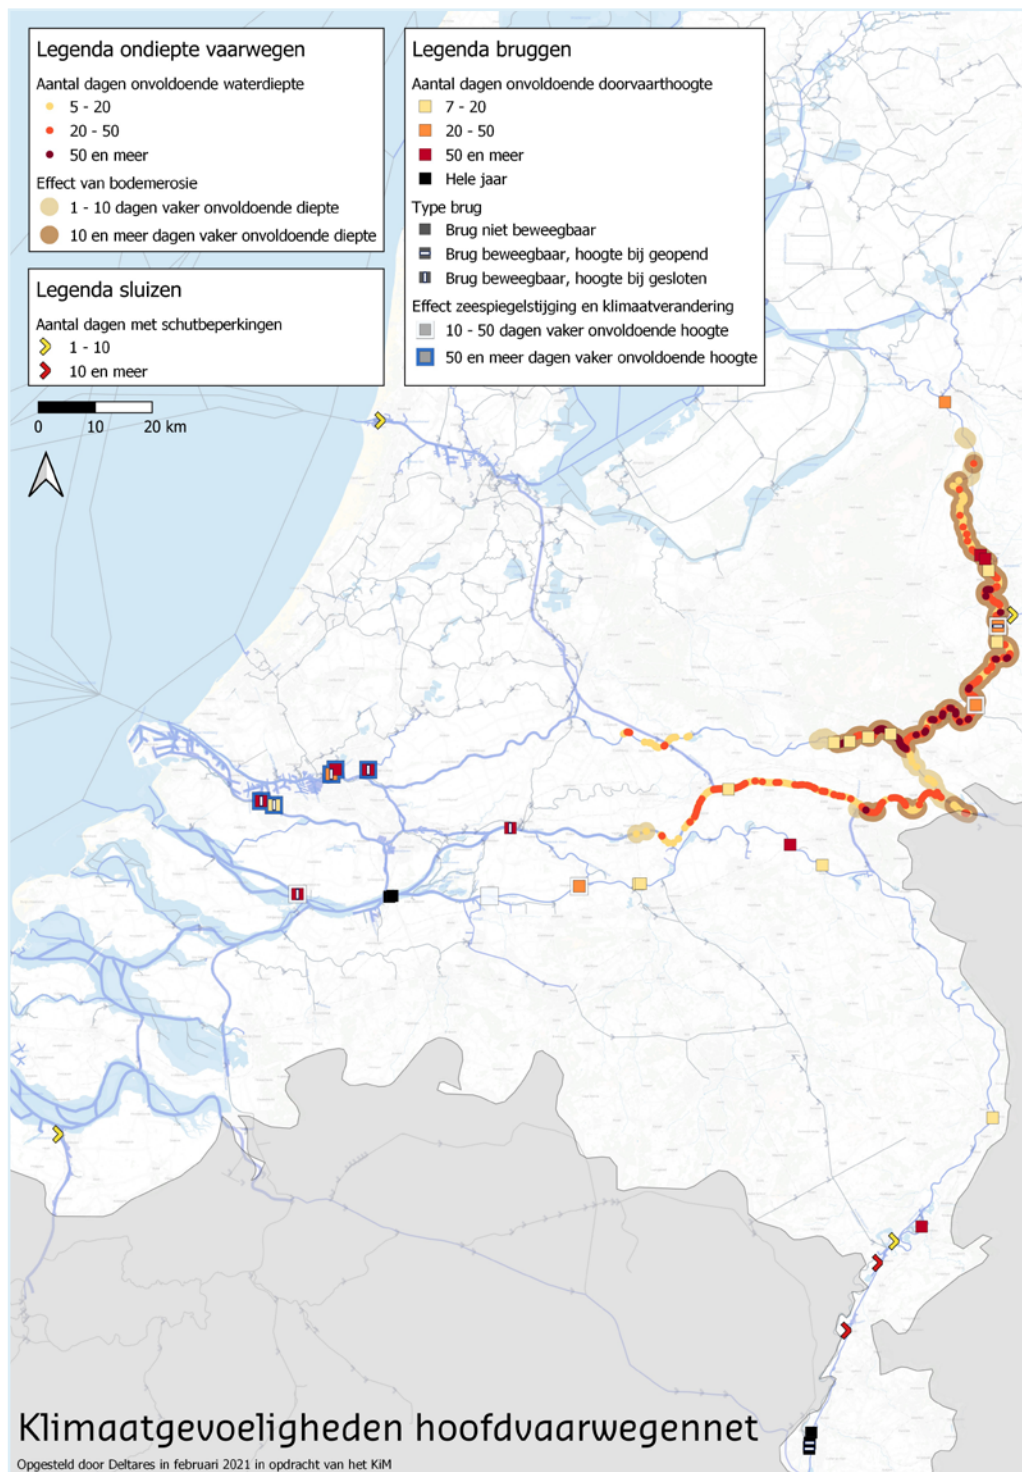 Legenda ondiepte vaarwegen
Aantal dagen onvoldoende waterdiepte
5 - 20
20 - 50
50 en meer
Effect van bodemerosie
1 - 10 dagen vaker onvoldoende diepte
10 en meer dagen vaker onvoldoende diepte
Legenda sluizen
Aantal dagen met schutbeperkingen
1 - 10
10 en meer
0 10 20 km
Legenda bruggen
Aantal dagen onvoldoende doorvaarthoogte
7 - 20
20 - 50
50 en meer
Hele jaar
Type brug
Brug niet beweegbaar
Brug beweegbaar, hoogte bij geopend
Brug beweegbaar, hoogte bij gesloten
Effect zeespiegelstijging en klimaatverandering
10 - 50 dagen vaker onvoldoende hoogte
50 en meer dagen vaker onvoldoende hoogte
Klimaatgevoeligheden hoofdvaarwegennet
Opgesteld door Deltares in februari 2021 in opdracht van het KiM